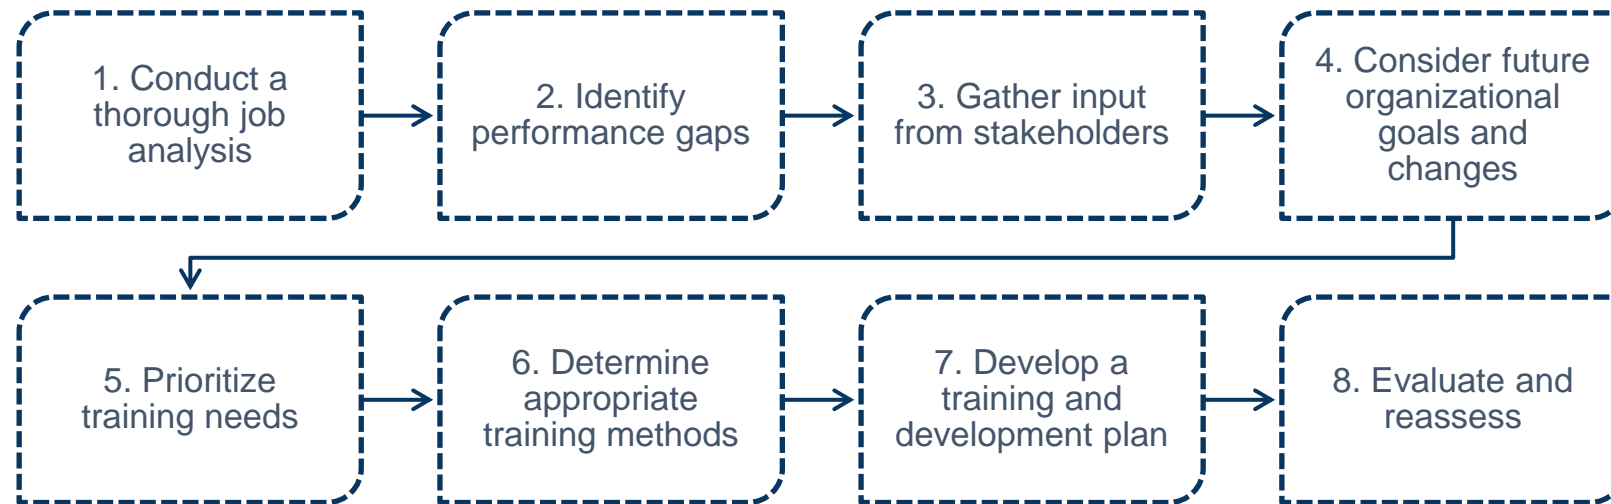 1. Conduct a
thorough job
analysis
2. Identify
performance gaps
3. Gather input
from stakeholders
4. Consider future
organizational
goals and
changes
5. Prioritize
training needs
6. Determine
appropriate
training methods
7. Develop a
training and
development plan
8. Evaluate and
reassess